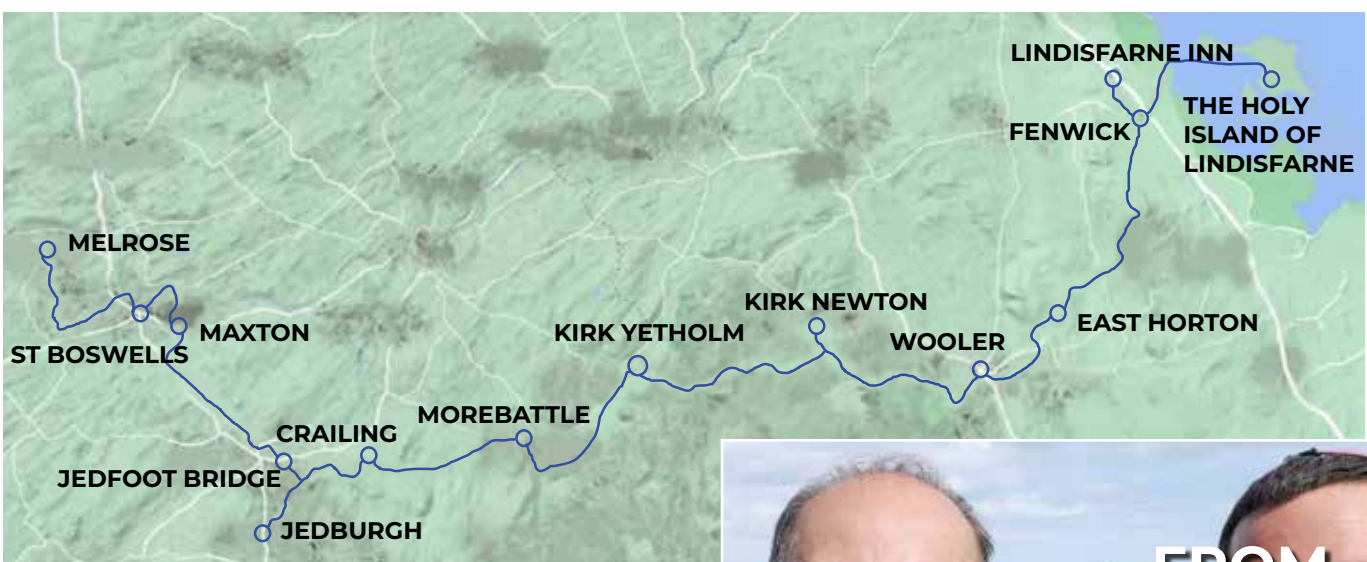 LINDISFARNE INN
THE HOLY
ISLAND OF
LINDISFARNE
FENWICK
MELROSE
MAXTON
ST BOSWELLS
KIRK NEWTON
KIRK YETHOLM
WOOLER
EAST HORTON
MOREBATTLE
CRAILING
JEDFOOT BRIDGE
JEDBURGH
FROM